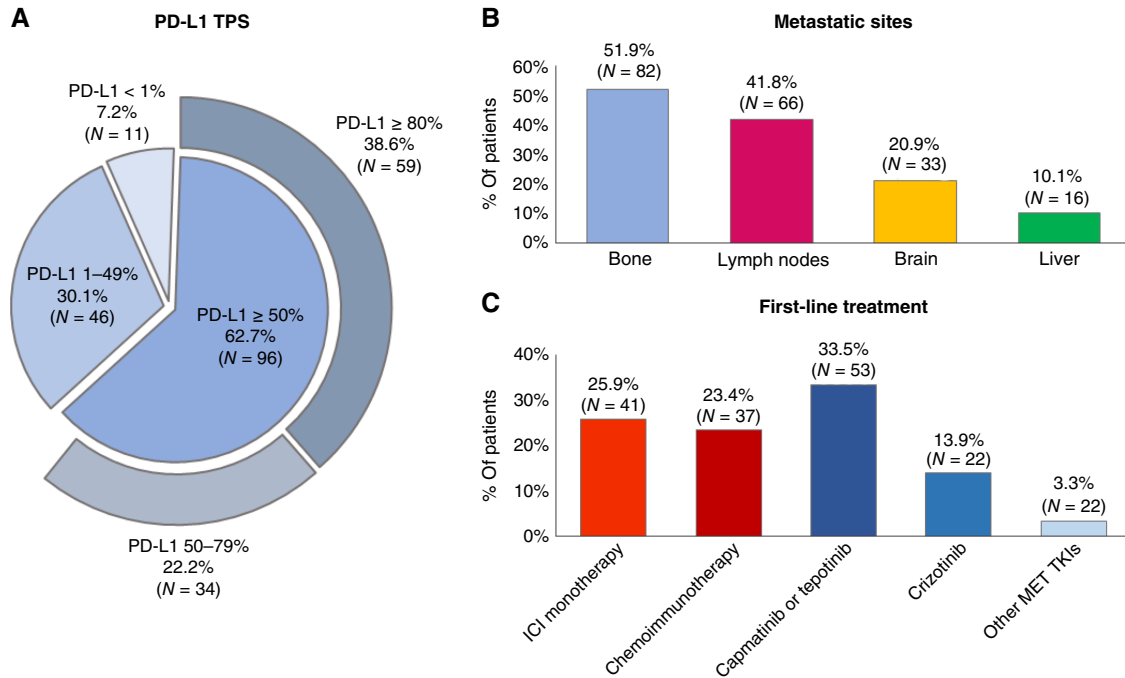 A
PD-L1 TPS
PD-L1 < 1%
7.2%
(N = 11)
PD-L1 ≥ 80%
38.6%
(N = 59)
PD-L1 1–49%
30.1%
(N = 46)
PD-L1 ≥ 50%
62.7%
(N = 96)
PD-L1 50–79%
22.2%
(N = 34)
B
Metastatic sites
% Of patients
60%
50%
40%
30%
20%
10%
0%
51.9%
(N = 82)
41.8%
(N = 66)
20.9%
(N = 33)
10.1%
(N = 16)
Bone
Lymph nodes
Brain
Liver
C
First-line treatment
% Of patients
40%
30%
20%
10%
0%
25.9%
(N = 41)
23.4%
(N = 37)
33.5%
(N = 53)
13.9%
(N = 22)
3.3%
(N = 22)
ICI monotherapy
Chemoimmunotherapy
Capmatinib or tepotinib
Crizotinib
Other MET TKIs